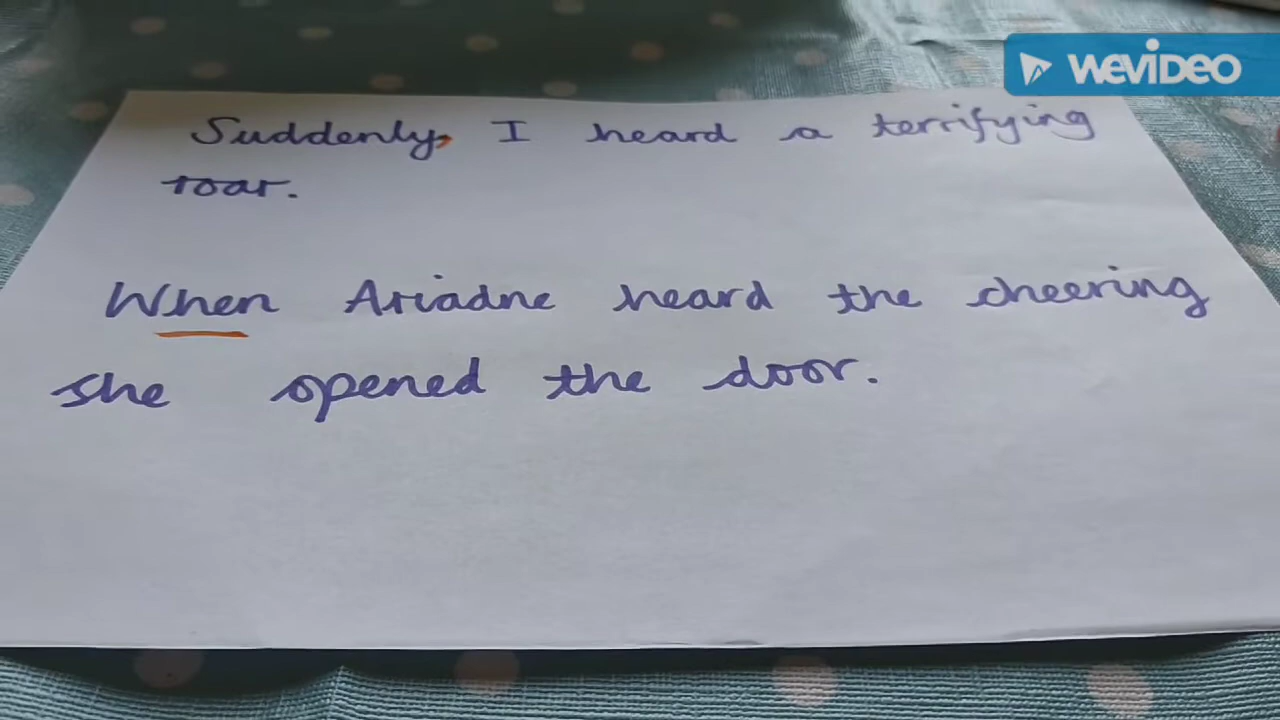 WEVIDEO
Suddenly, I heard a terrifying
roar.
When Ariadne heard the cheering
she opened the door.